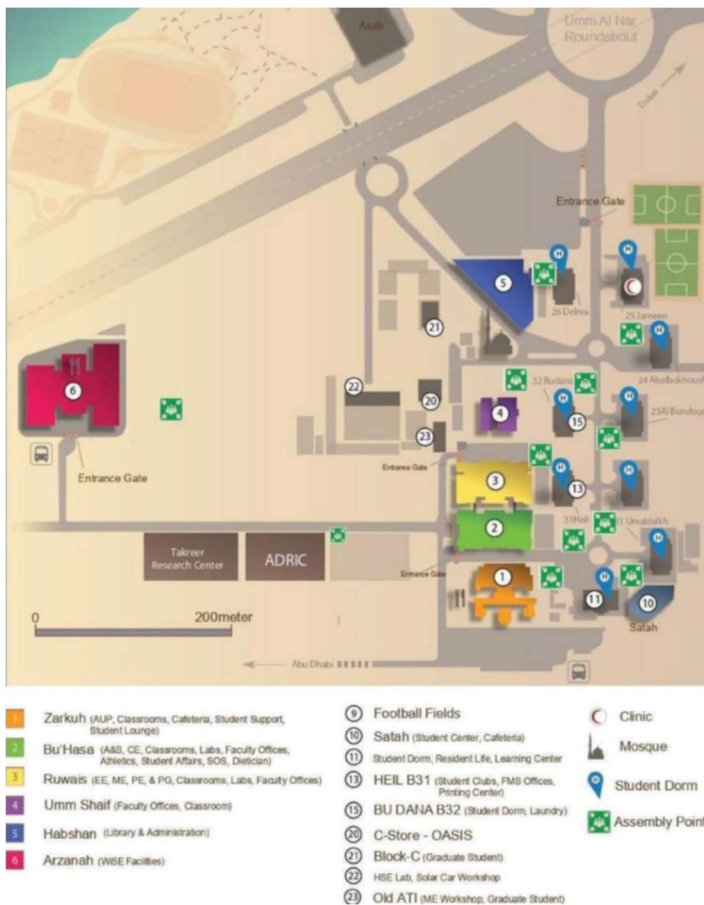 Asab
Umm Al Nar
Roundabout
Dubai
Entrance Gate
5
26 Delma
25 Jarneen
21
32 Budana
22
20
4
15
24 Abalbokhoush
23 Al Bundouq
23
6
Entrance Gate
Entrance Gate
3
13
31 Heil
2
Umaldalkh
Takreer
Research Center
ADRIC
Entrance Gate
1
11
10
Satah
0
200meter
Abu Dhabi
1 Zarkuh (AUP, Classrooms, Cafeteria, Student Support,
Student Lounge)
2 Bu'Hasa (A&S, CE, Classrooms, Labs, Faculty Offices,
Athletics, Student Affairs, SOS, Dietician)
3 Ruwais (EE, ME, PE, & PG, Classrooms, Labs, Faculty Offices)
4 Umm Shaif (Faculty Offices, Classroom)
5 Habshan (Library & Administration)
6 Arzanah (WiSE Facilities)
9 Football Fields
10 Satah (Student Center, Cafeteria)
11 Student Dorm, Resident Life, Learning Center
13 HEIL B31 (Student Clubs, FMS Offices,
Printing Center)
15 BU DANA B32 (Student Dorm, Laundry)
20 C-Store - OASIS
21 Block-C (Graduate Student)
22 HSE Lab, Solar Car Workshop
23 Old ATI (ME Workshop, Graduate Student)
Clinic
Mosque
H Student Dorm
Assembly Point